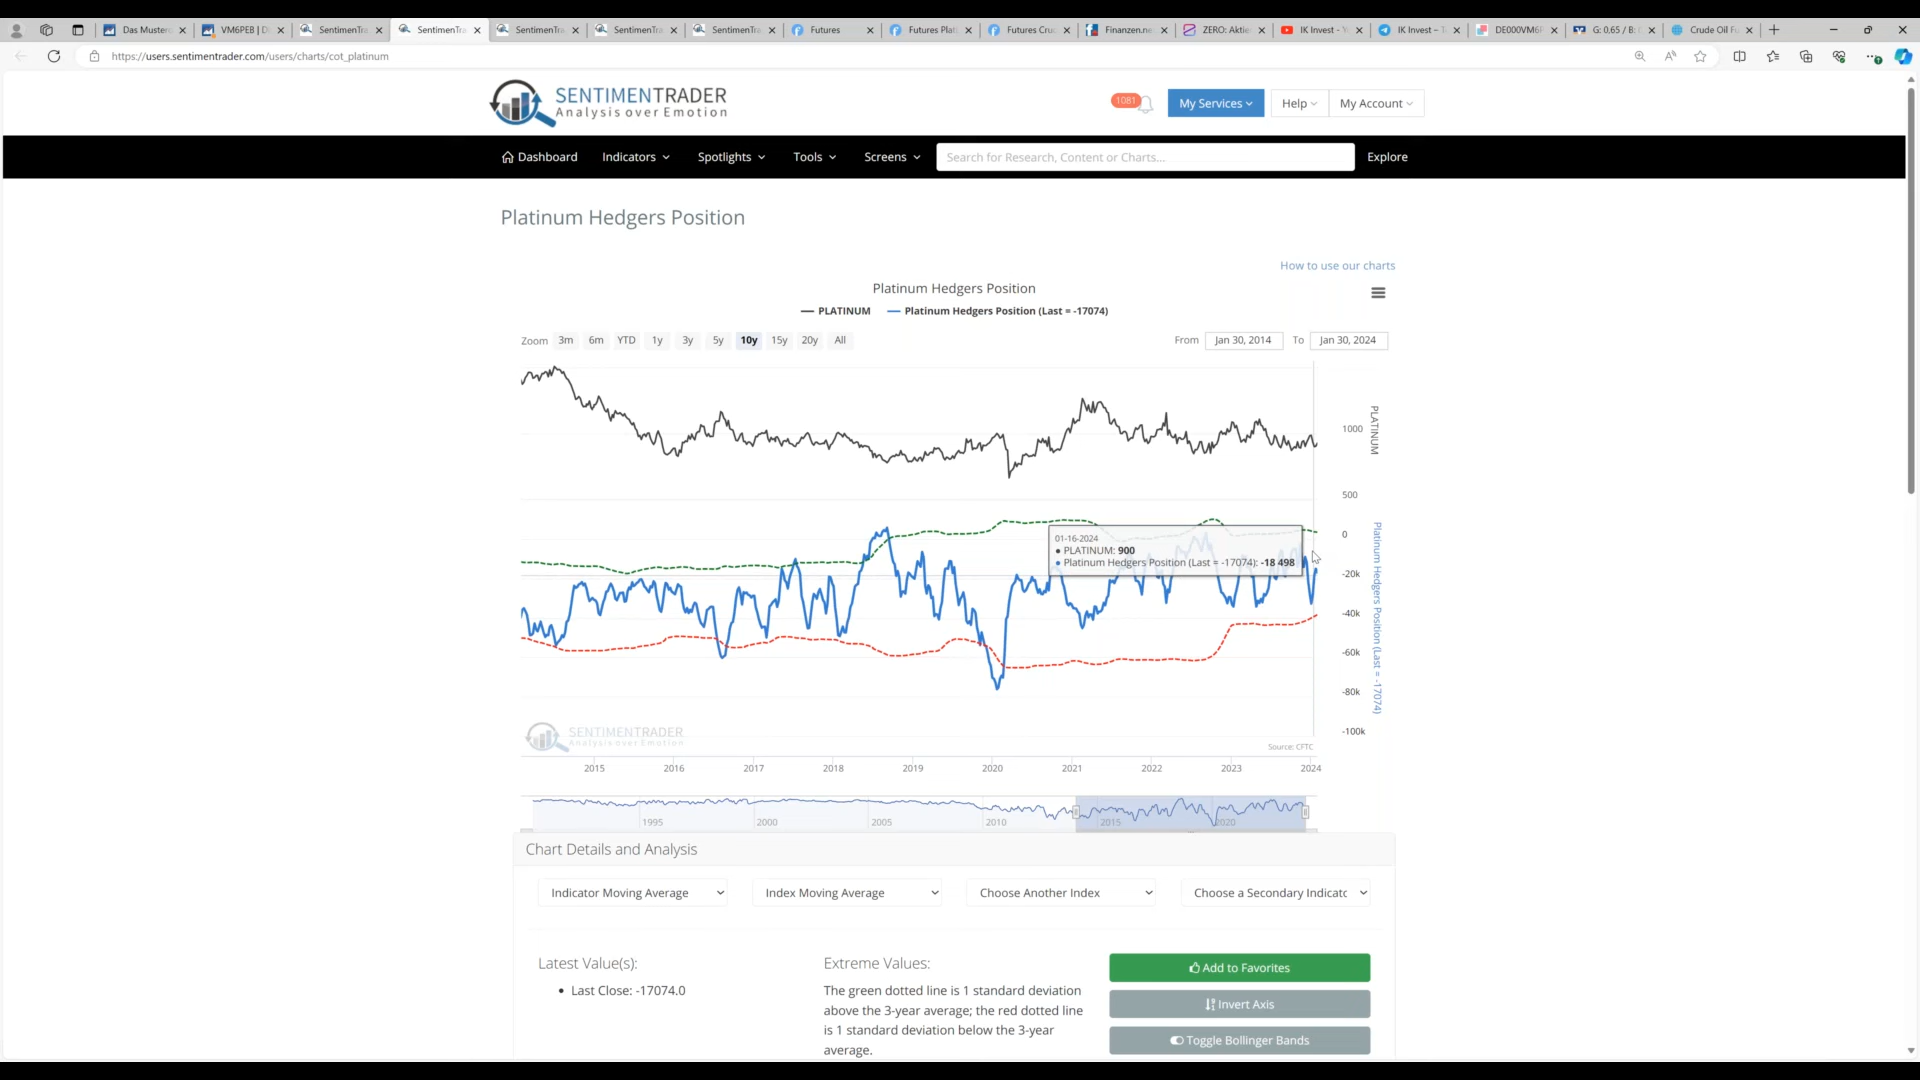 Das Muster
VM6PEB | D
SentimenTra
SentimenTra
SentimenTra
SentimenTra
SentimenTra
Futures
Futures Plat
Futures Cru
Finanzen.ne
ZERO: Aktie
IK Invest - Y
IK Invest – T
DE000VM6P
G: 0,65 / B:
Crude Oil Fu
https://users.sentimentrader.com/users/charts/cot_platinum
SENTIMENTRADER
Analysis over Emotion
1081
My Services
Help
My Account
Dashboard
Indicators
Spotlights
Tools
Screens
Search for Research, Content or Charts...
Explore
Platinum Hedgers Position
How to use our charts
Platinum Hedgers Position
PLATINUM
Platinum Hedgers Position (Last = -17074)
Zoom 3m 6m YTD 1y 3y 5y 10y 15y 20y All
From Jan 30, 2014 To Jan 30, 2024
1000
500
PLATINUM
0
-20k
-40k
-60k
-80k
-100k
Platinum Hedgers Position (Last = -17074)
01-16-2024
PLATINUM: 900
Platinum Hedgers Position (Last = -17074): -18 498
SENTIMENTRADER
Analysis over Emotion
Source: CFTC
2015 2016 2017 2018 2019 2020 2021 2022 2023 2024
1995 2000 2005 2010 2015 2020
Chart Details and Analysis
Indicator Moving Average
Index Moving Average
Choose Another Index
Choose a Secondary Indicatc
Latest Value(s):
• Last Close: -17074.0
Extreme Values:
The green dotted line is 1 standard deviation
above the 3-year average; the red dotted line
is 1 standard deviation below the 3-year
average.
Add to Favorites
Invert Axis
Toggle Bollinger Bands